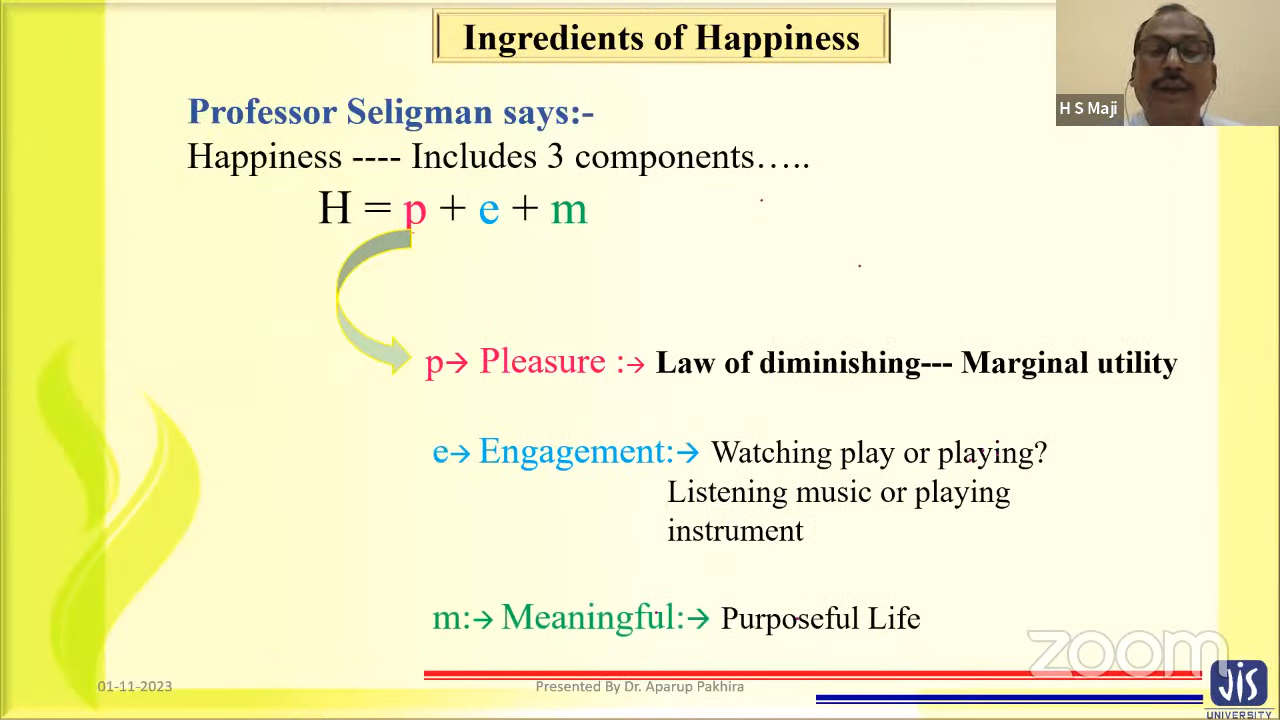 Ingredients of Happiness
H S Maji
Professor Seligman says:-
Happiness ---- Includes 3 components…..
H = p + e + m
p→ Pleasure :→ Law of diminishing--- Marginal utility
e→ Engagement:→ Watching play or playing?
Listening music or playing
instrument
m:→ Meaningful:→ Purposeful Life
zoom
01-11-2023
Presented By Dr. Aparup Pakhira
JIS
UNIVERSITY